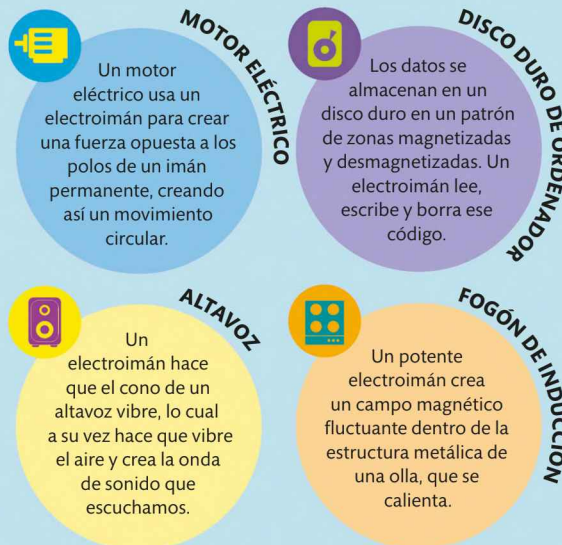 MOTOR ELÉCTRICO
Un motor
eléctrico usa un
electroimán para crear
una fuerza opuesta a los
polos de un imán
permanente, creando
así un movimiento
circular.
DISCO DURO DE ORDENADOR
Los datos se
almacenan en un
disco duro en un patrón
de zonas magnetizadas
y desmagnetizadas. Un
electroimán lee,
escribe y borra ese
código.
ALTAVOZ
Un
electroimán hace
que el cono de un
altavoz vibre, lo cual
a su vez hace que vibre
el aire y crea la onda
de sonido que
escuchamos.
FOGÓN DE INDUCCIÓN
Un potente
electroimán crea
un campo magnético
fluctuante dentro de la
estructura metálica de
una olla, que se
calienta.